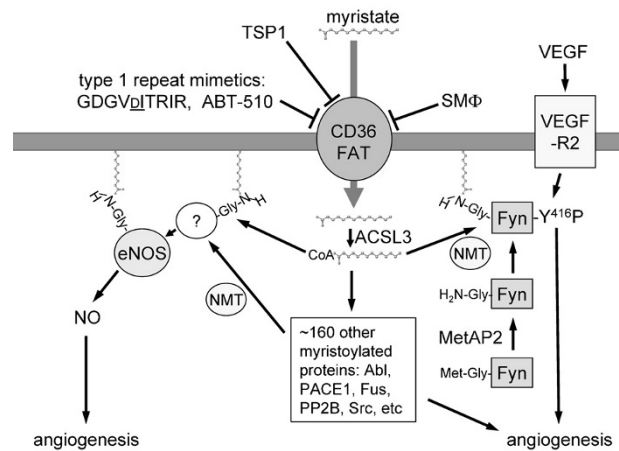 myristate
TSP1
VEGF
type 1 repeat mimetics:
GDGVDITRIR, ABT-510
SMΦ
CD36
FAT
VEGF
-R2
H
N-Gly-
-Gly-N
H
H
N-Gly-
Fyn
-Y⁴¹⁶P
?
eNOS
ACSL3
CoA
NMT
NMT
H₂N-Gly-
Fyn
NO
~160 other
myristoylated
proteins: Abl,
PACE1, Fus,
PP2B, Src, etc
MetAP2
Met-Gly-
Fyn
angiogenesis
angiogenesis